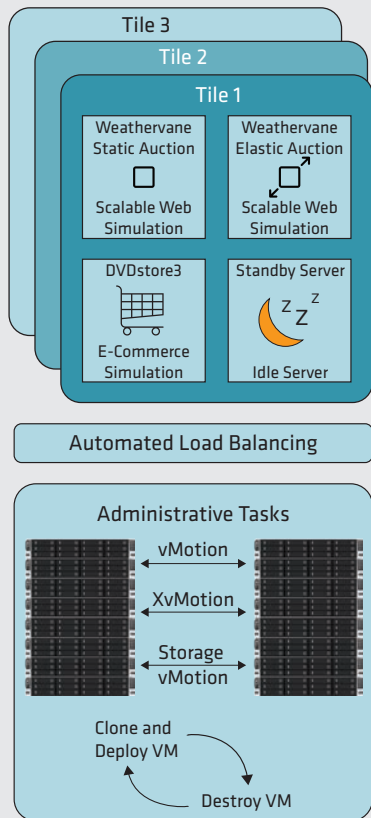 Tile 3
Tile 2
Tile 1
Weathervane
Static Auction
Scalable Web
Simulation
Weathervane
Elastic Auction
Scalable Web
Simulation
DVDstore3
E-Commerce
Simulation
Standby Server
Z Z Z
Idle Server
Automated Load Balancing
Administrative Tasks
vMotion
XvMotion
Storage
vMotion
Clone and
Deploy VM
Destroy VM